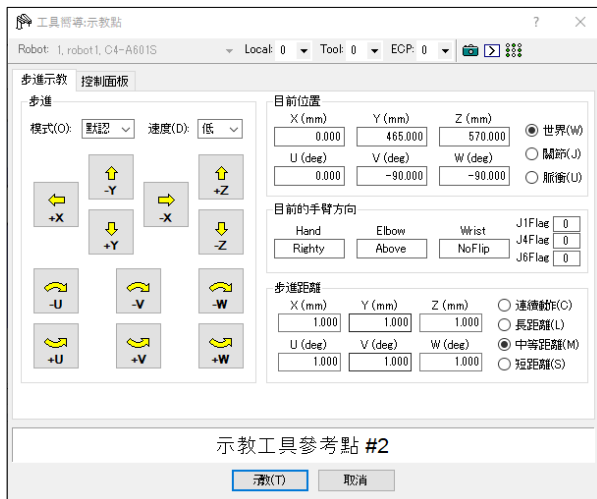 工具嚮導:示教點
Robot: 1, robot1, C4-A601S Local: 0 Tool: 0 ECP: 0
步進示教 控制面板
步進
模式(O): 默認 速度(D): 低
-Y +Z
+X -X
+Y -Z
-U -V -W
+U +V +W
目前位置
X (mm) Y (mm) Z (mm)
0.000 465.000 570.000
U (deg) V (deg) W (deg)
0.000 -90.000 -90.000
世界(W)
關節(J)
脈衝(U)
目前的手臂方向
Hand Elbow Wrist
Righty Above NoFlip
J1Flag 0
J4Flag 0
J6Flag 0
步進距離
X (mm) Y (mm) Z (mm)
1.000 1.000 1.000
U (deg) V (deg) W (deg)
1.000 1.000 1.000
連續動作(C)
長距離(L)
中等距離(M)
短距離(S)
示教工具參考點 #2
示教(T) 取消